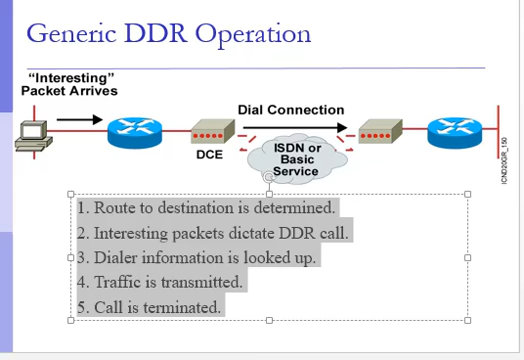 Generic DDR Operation
“Interesting”
Packet Arrives
Dial Connection
DCE
ISDN or
Basic
Service
ICND20GR_150
1. Route to destination is determined.
2. Interesting packets dictate DDR call.
3. Dialer information is looked up.
4. Traffic is transmitted.
5. Call is terminated.